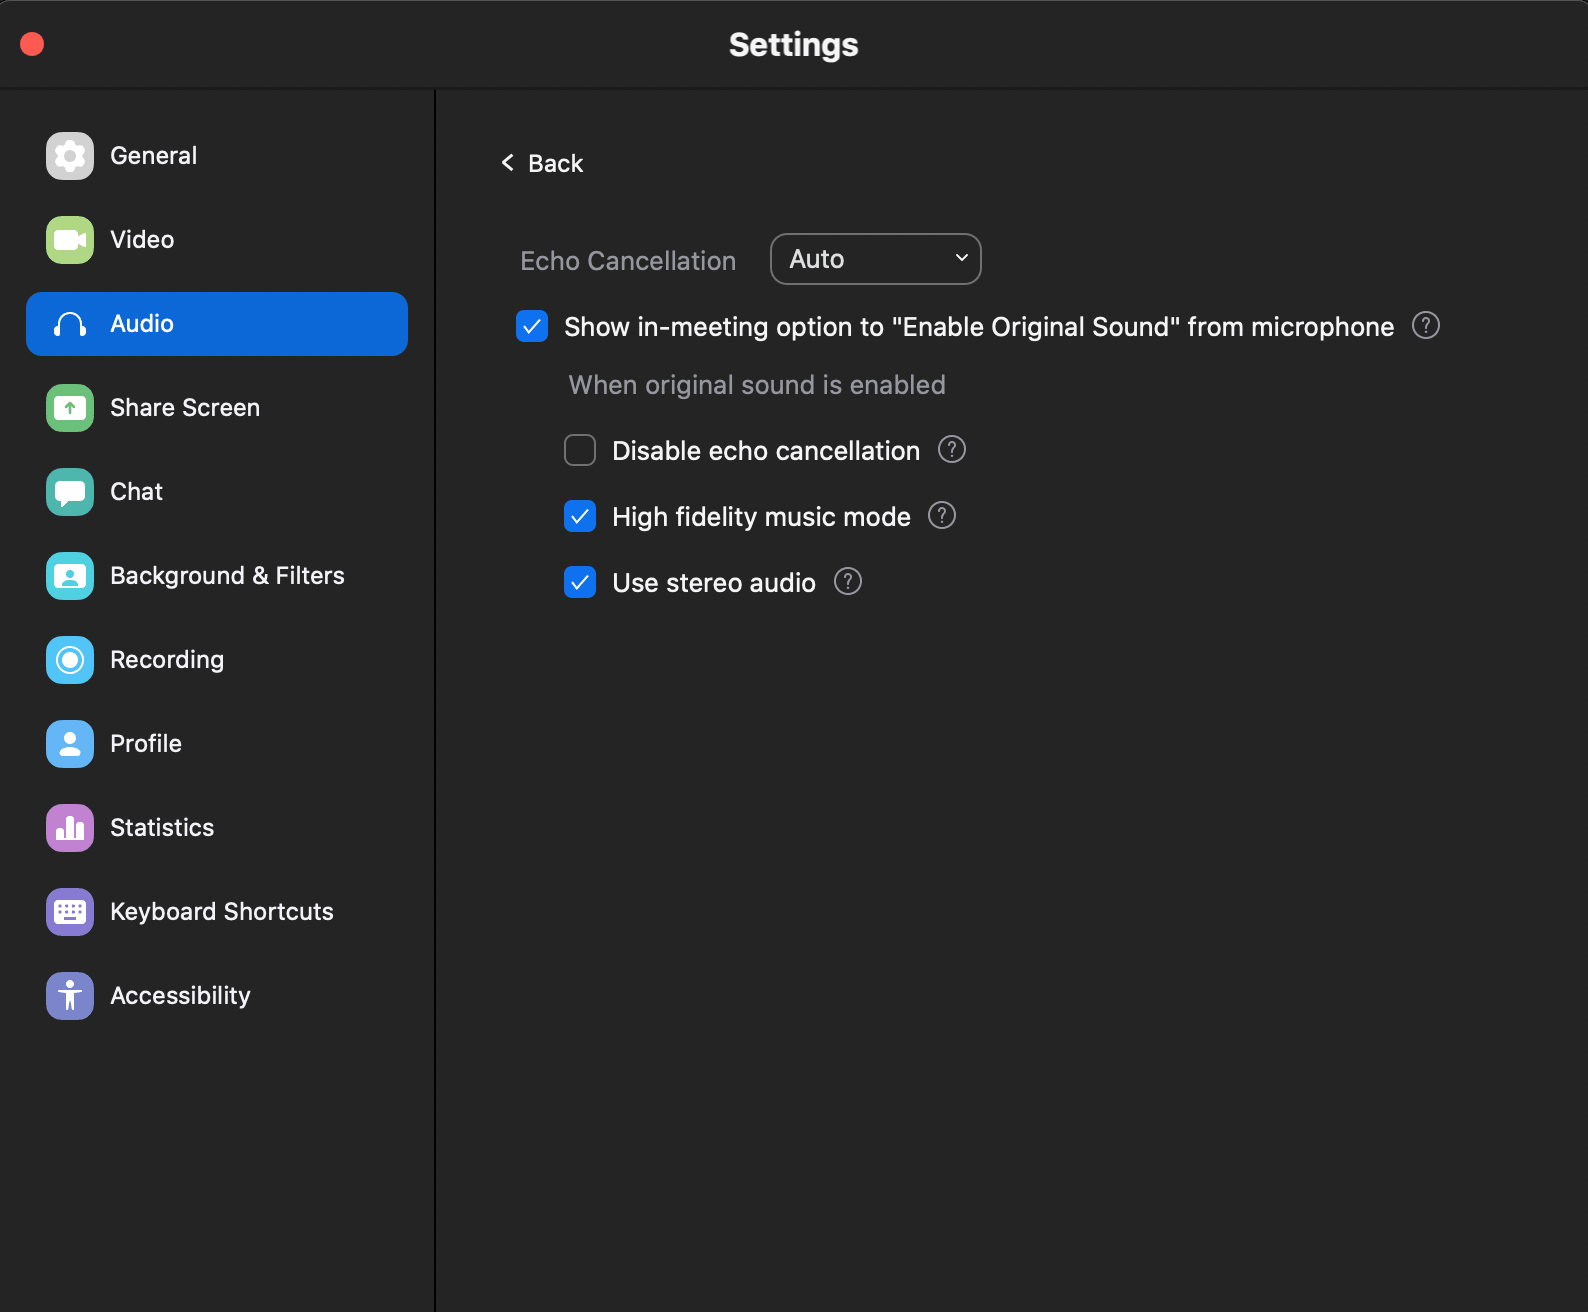 Settings
General
Video
Audio
Share Screen
Chat
Background & Filters
Recording
Profile
Statistics
Keyboard Shortcuts
Accessibility
Back
Echo Cancellation Auto
Show in-meeting option to "Enable Original Sound" from microphone ?
When original sound is enabled
Disable echo cancellation ?
High fidelity music mode ?
Use stereo audio ?